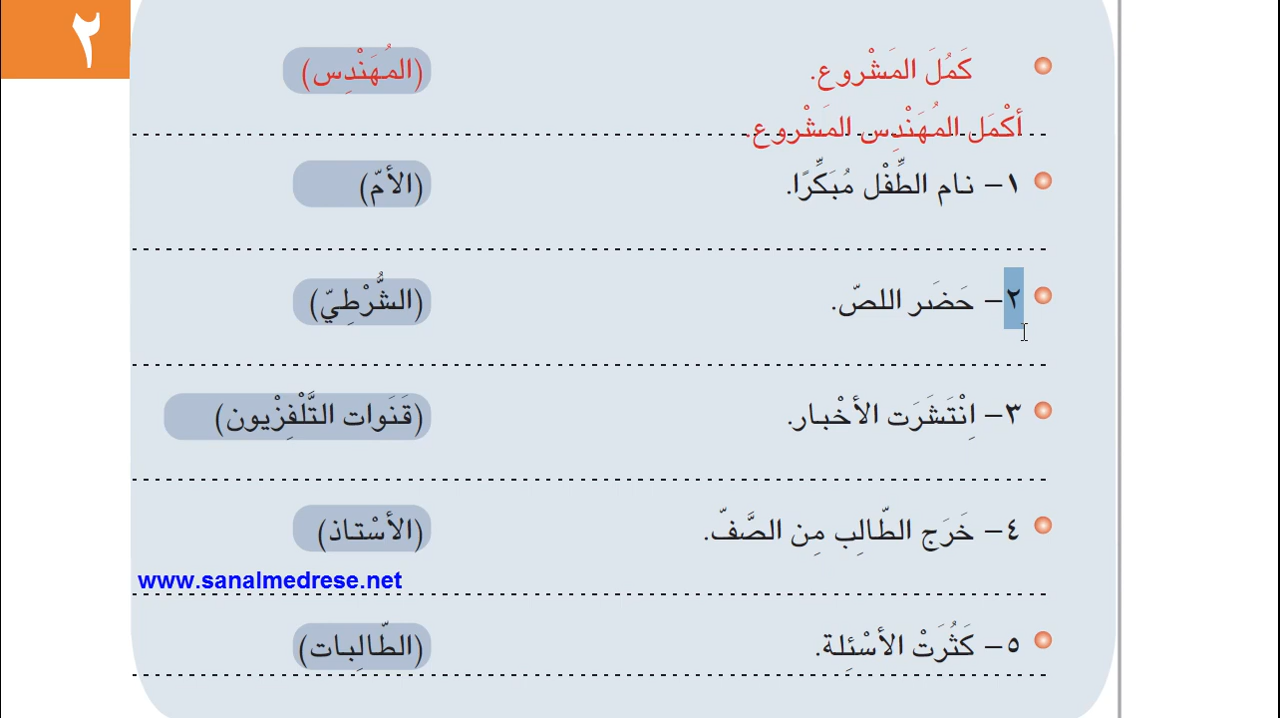 ٢
كَمُلَ المَشْروع. (المُهَنْدِس)
أكْمَل المُهَنْدِس المَشْروع.
١- نام الطِّفْل مُبَكِّرًا. (الأمّ)
٢- حَضَر اللصّ. (الشُّرْطِيّ)
٣- اِنْتَشَرَت الأخْبار. (قَنَوات التَّلْفِزْيون)
٤- خَرَج الطّالِب مِن الصَّفّ. (الأسْتاذ)
www.sanalmedrese.net
٥- كَثُرَتْ الأسْئِلة. (الطّالِبات)